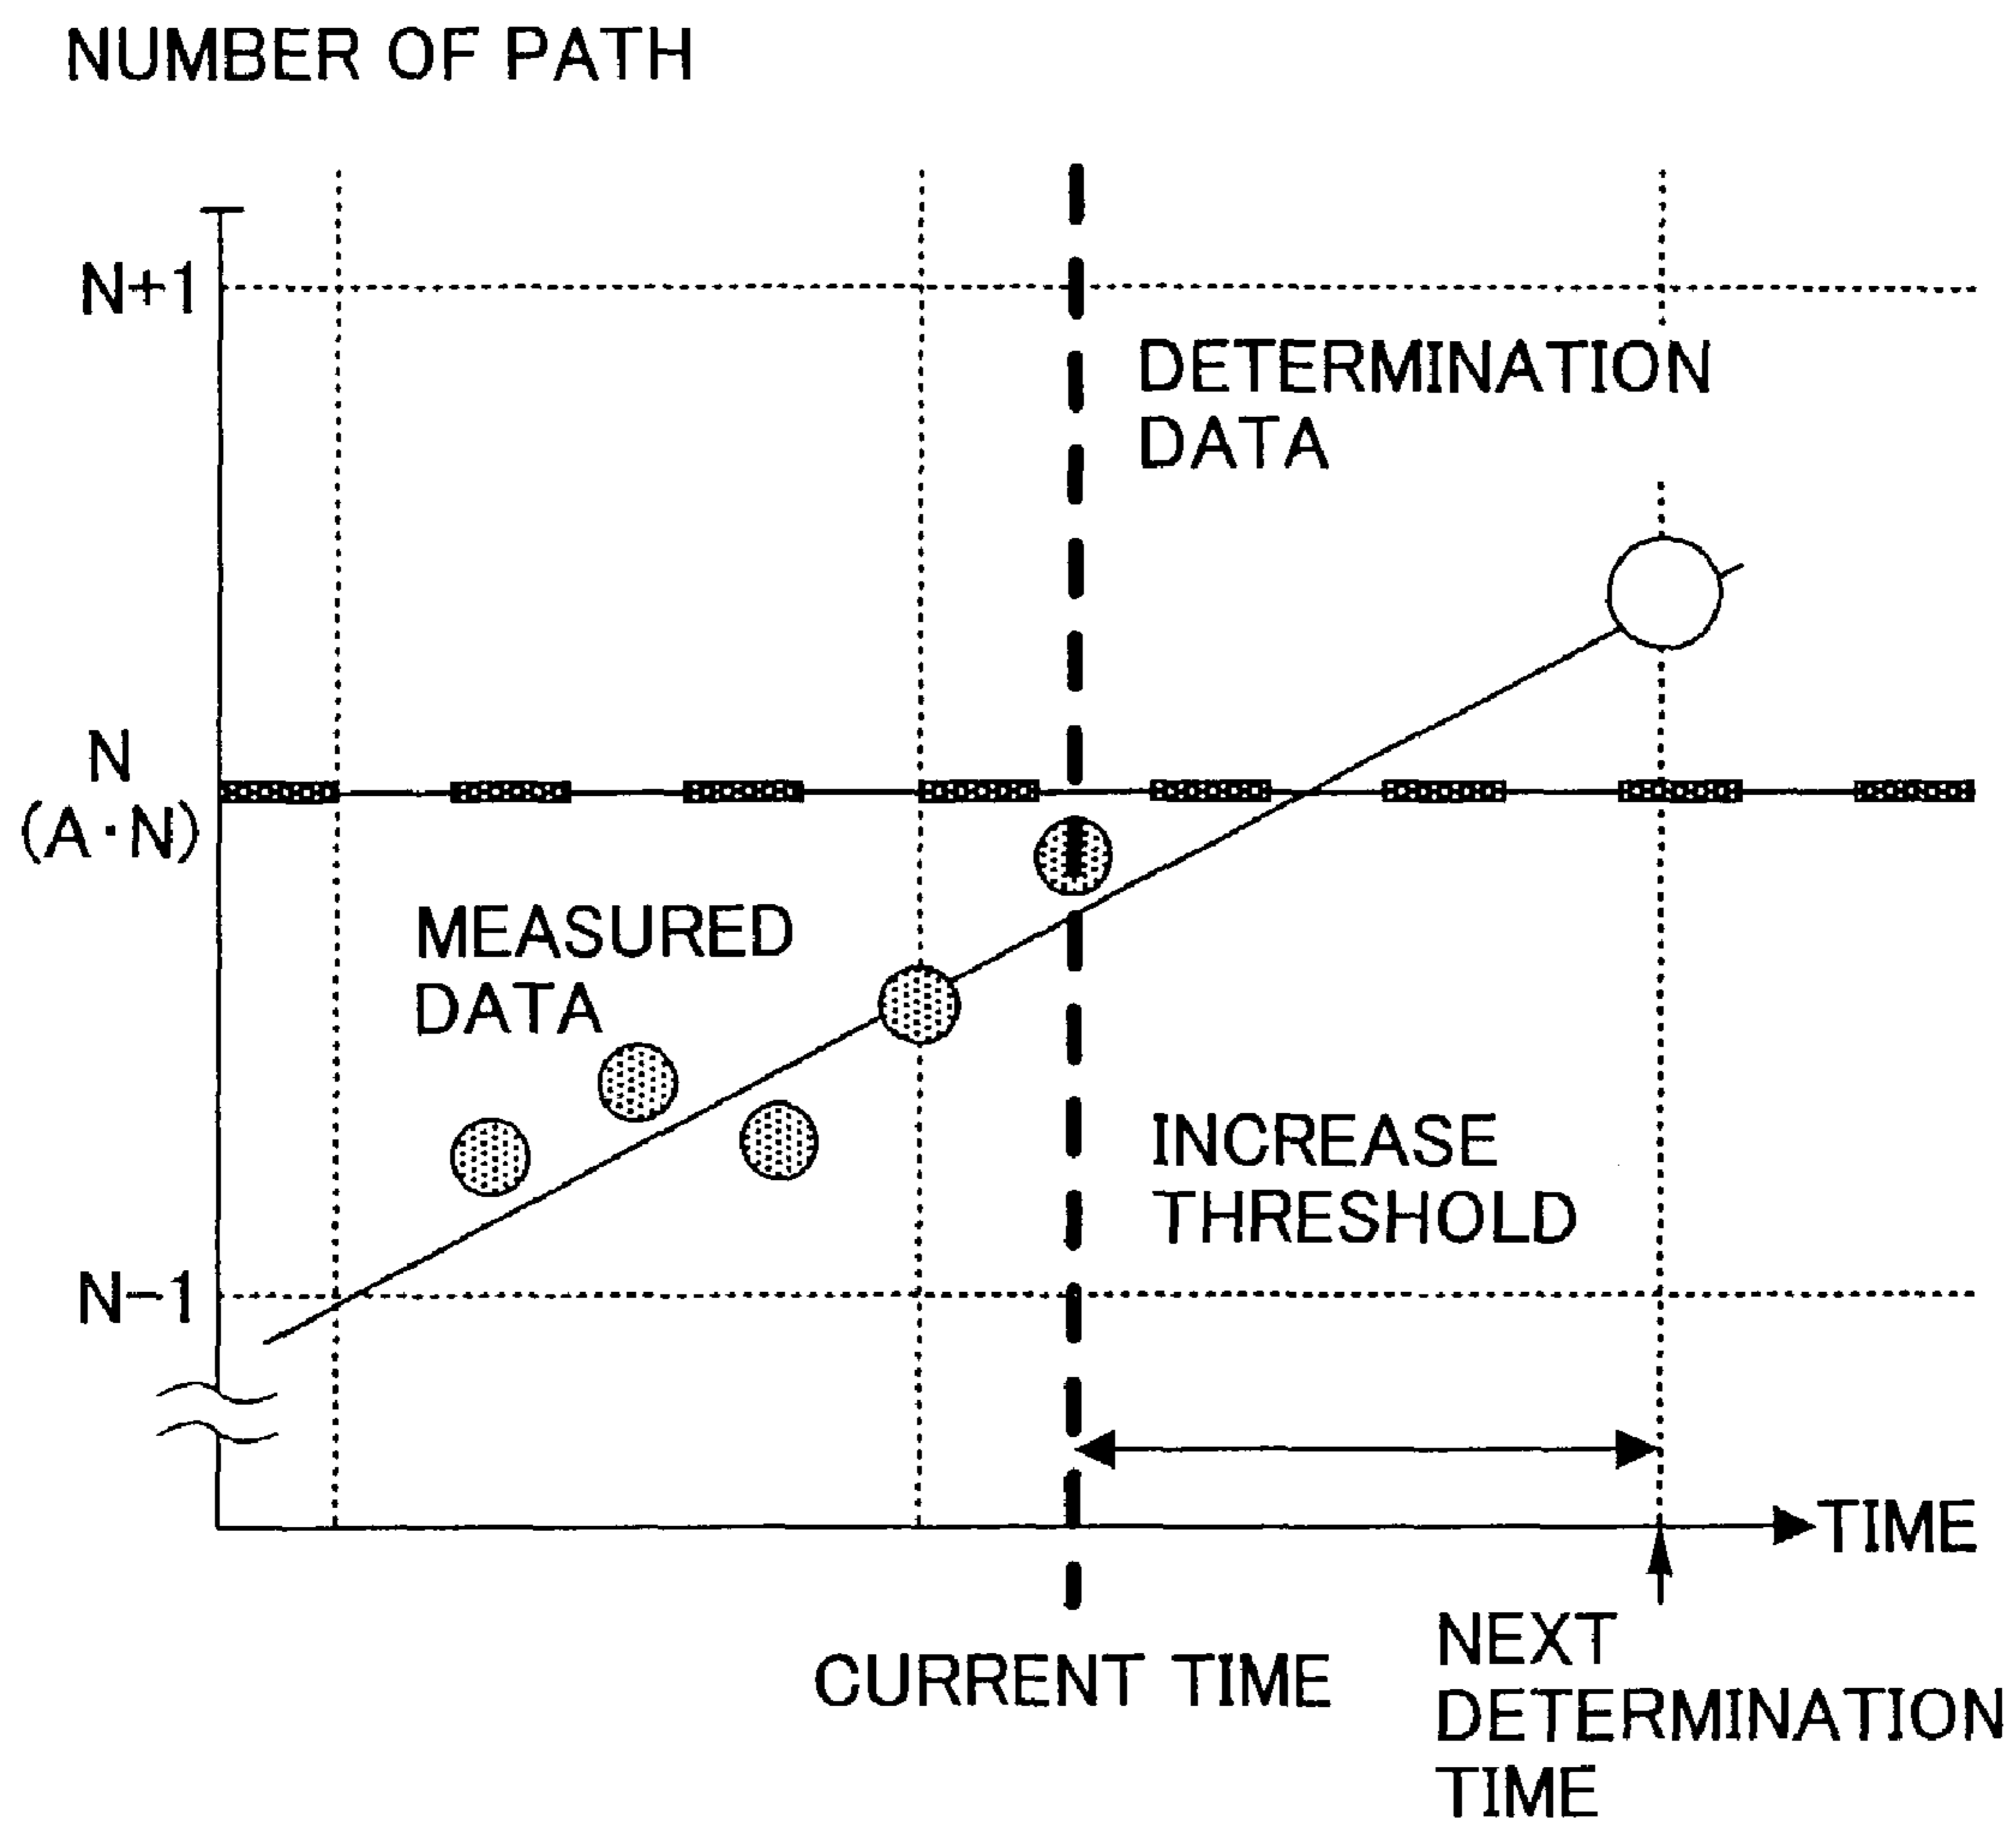 NUMBER OF PATH
N+1
DETERMINATION
DATA
N
(A·N)
MEASURED
DATA
INCREASE
THRESHOLD
N−1
TIME
CURRENT TIME
NEXT
DETERMINATION
TIME